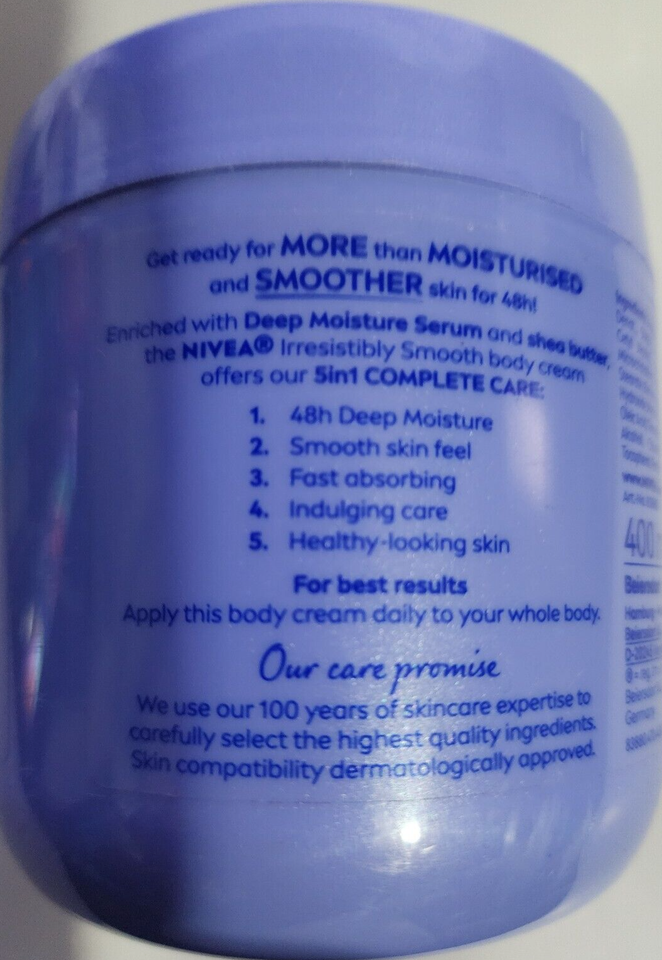 Get ready for MORE than MOISTURISED
and SMOOTHER skin for 48h!
Enriched with Deep Moisture Serum and shea butter,
the NIVEA® Irresistibly Smooth body cream
offers our 5in1 COMPLETE CARE:
1. 48h Deep Moisture
2. Smooth skin feel
3. Fast absorbing
4. Indulging care
5. Healthy-looking skin
For best results
Apply this body cream daily to your whole body.
Our care promise
We use our 100 years of skincare expertise to
carefully select the highest quality ingredients.
Skin compatibility dermatologically approved.
400
Germany